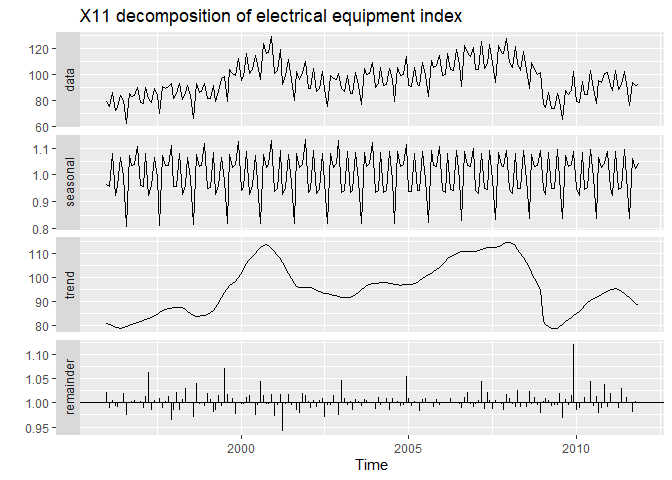 X11 decomposition of electrical equipment index
120
100
80
60
data
1.1
1.0
0.9
0.8
seasonal
110
100
90
80
trend
1.10
1.05
1.00
0.95
remainder
2000 2005 2010
Time